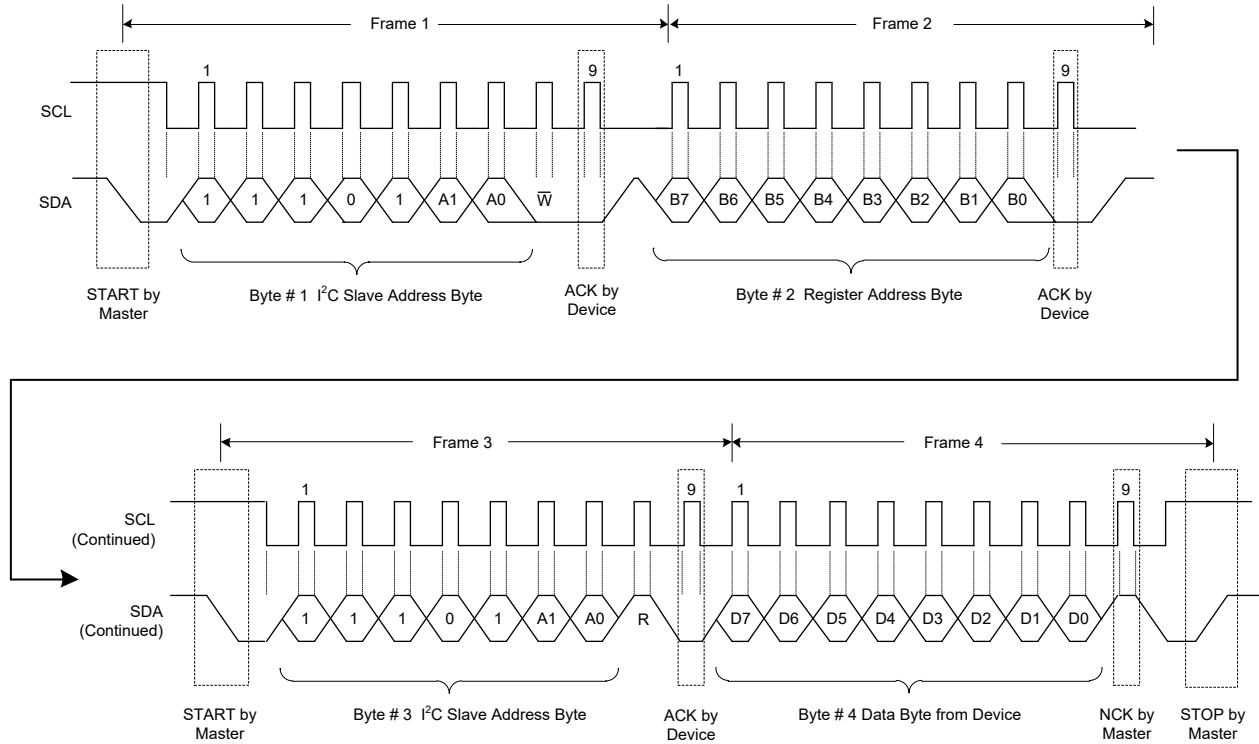 Frame 1 Frame 2
1 9 1 9
SCL
SDA 1 1 1 0 1 A1 A0 W̅ B7 B6 B5 B4 B3 B2 B1 B0
START by
Master
Byte # 1 I²C Slave Address Byte
ACK by
Device
Byte # 2 Register Address Byte
ACK by
Device
Frame 3 Frame 4
1 9 1 9
SCL
(Continued)
SDA
(Continued)
1 1 1 0 1 A1 A0 R D7 D6 D5 D4 D3 D2 D1 D0
START by
Master
Byte # 3 I²C Slave Address Byte
ACK by
Device
Byte # 4 Data Byte from Device
NCK by
Master
STOP by
Master